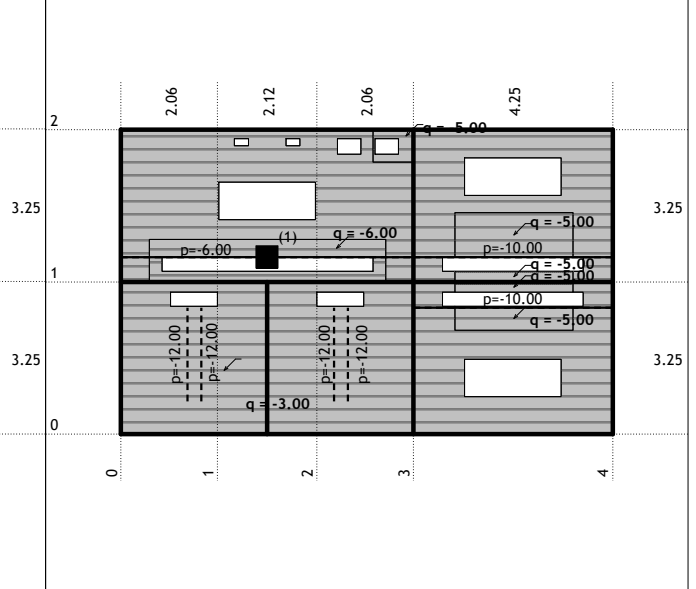 2.06
2.12
2.06
4.25
2
q = -5.00
3.25
3.25
(1)
q = -6.00
p=-6.00
q = -5.00
p=-10.00
q = -5.00
1
q = -5.00
p=-10.00
q = -5.00
p=-12.00
p=-12.00
p=-12.00
p=-12.00
3.25
3.25
q = -3.00
0
0
1
2
3
4